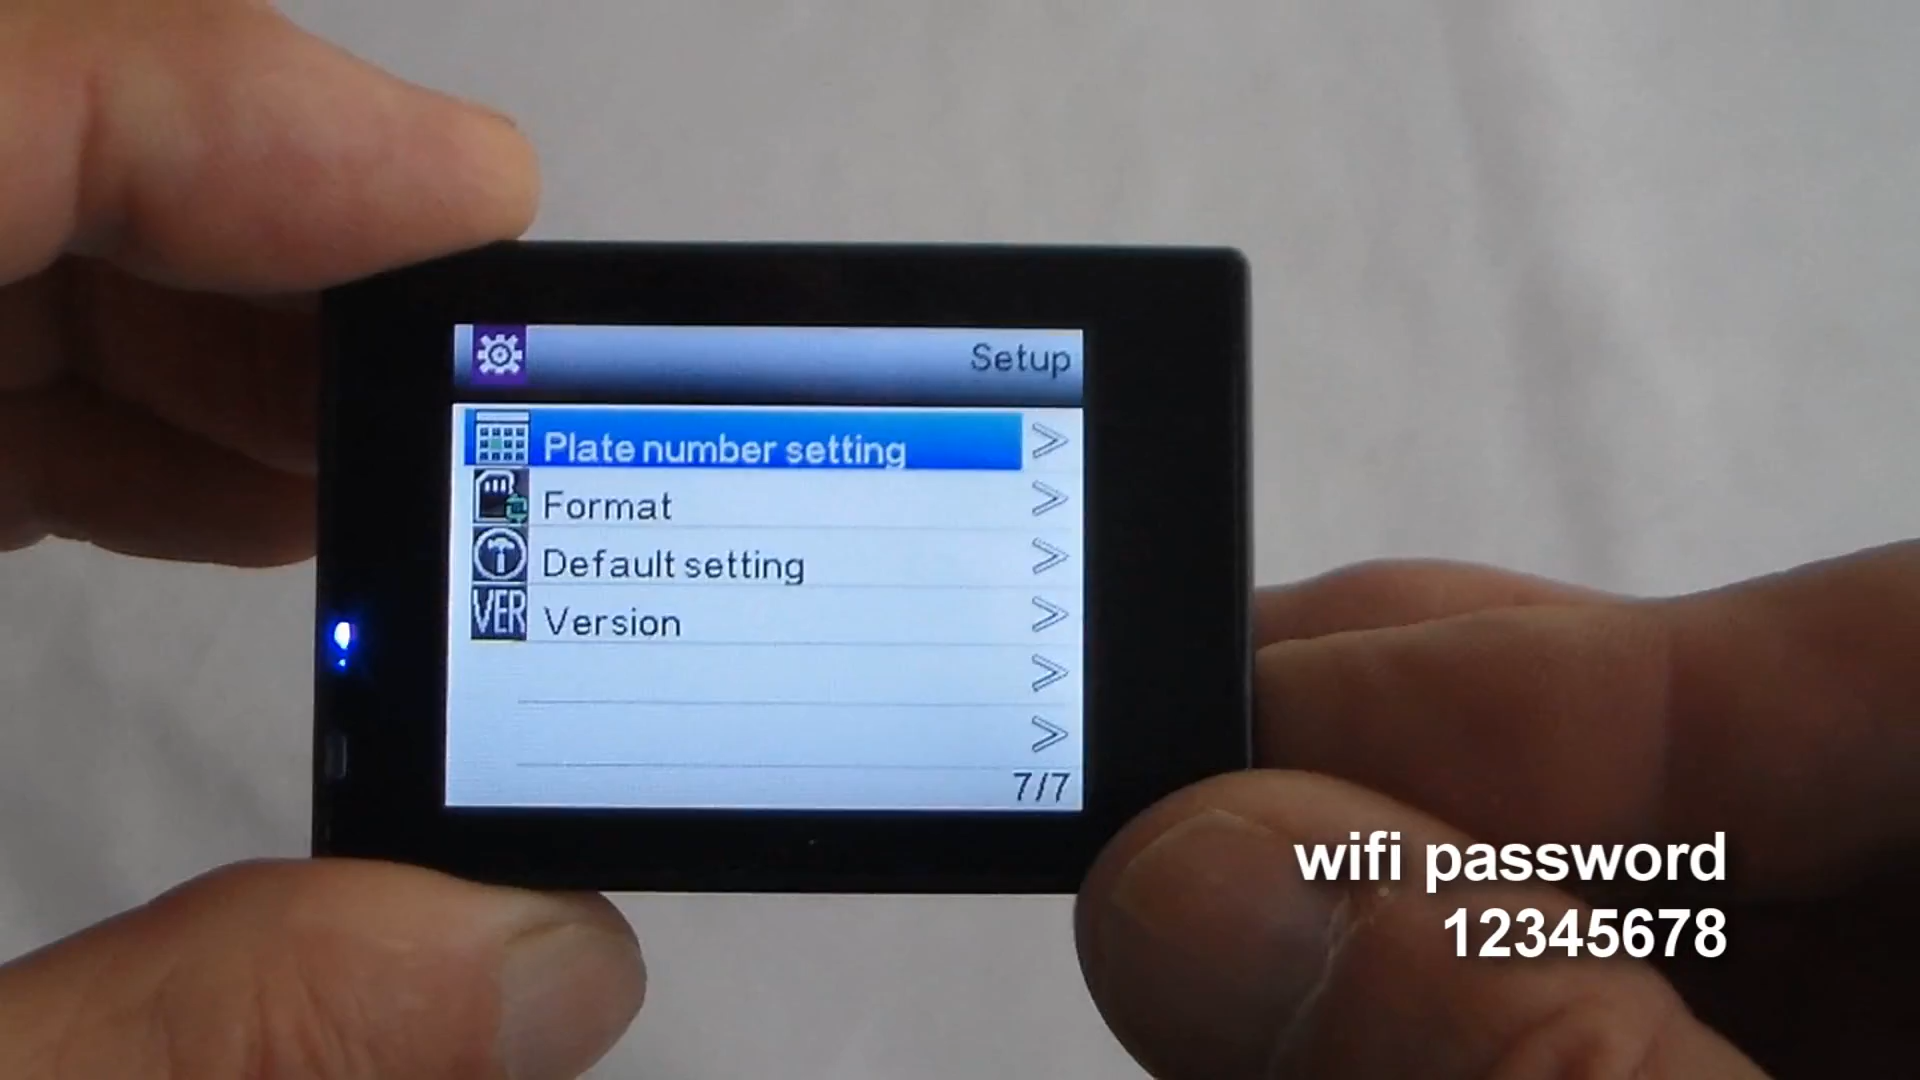 Setup
Plate number setting
Format
Default setting
VER Version
7/7
wifi password
12345678